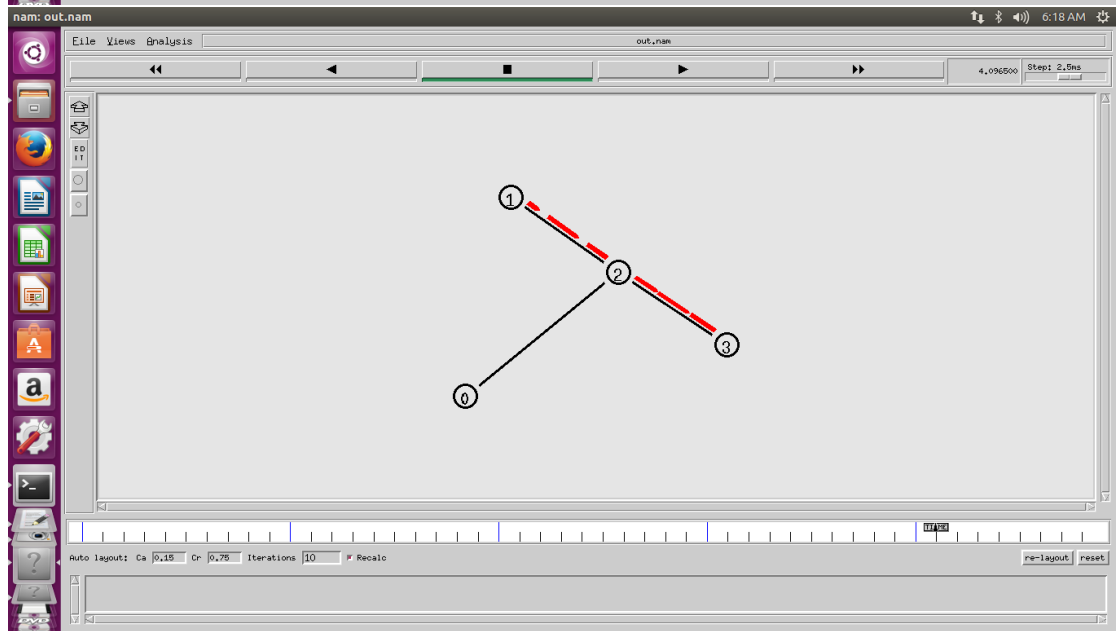 nam: out.nam
6:18 AM
File Views Analysis
out.nam
4.096500
Step: 2.5ms
ED
IT
1
2
3
0
TIME
Auto layout: Ca 0.15 Cr 0.75 Iterations 10 Recalc
re-layout reset